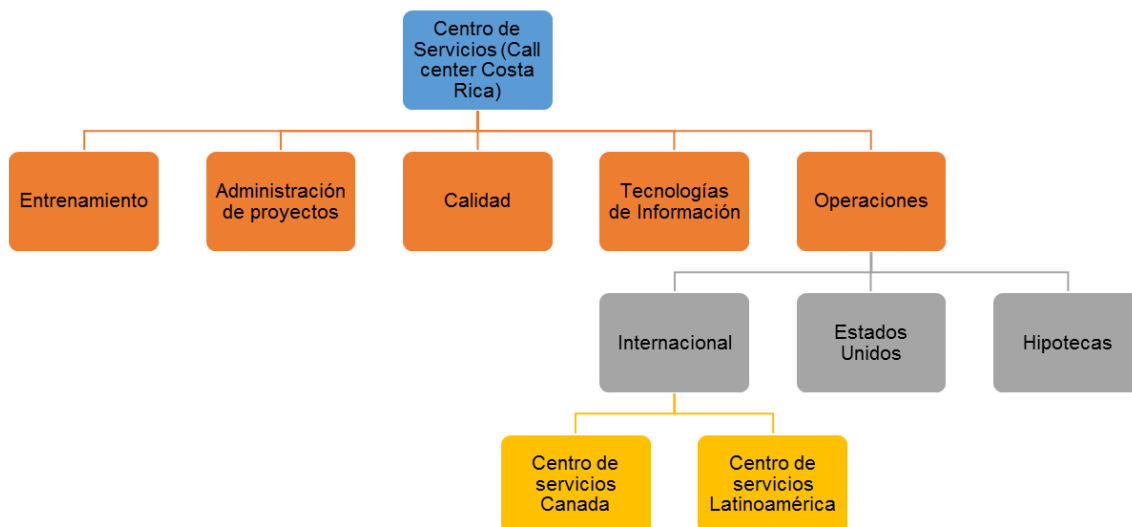 Centro de
Servicios (Call
center Costa
Rica)
Entrenamiento
Administración
de proyectos
Calidad
Tecnologías
de Información
Operaciones
Internacional
Estados
Unidos
Hipotecas
Centro de
servicios
Canada
Centro de
servicios
Latinoamérica